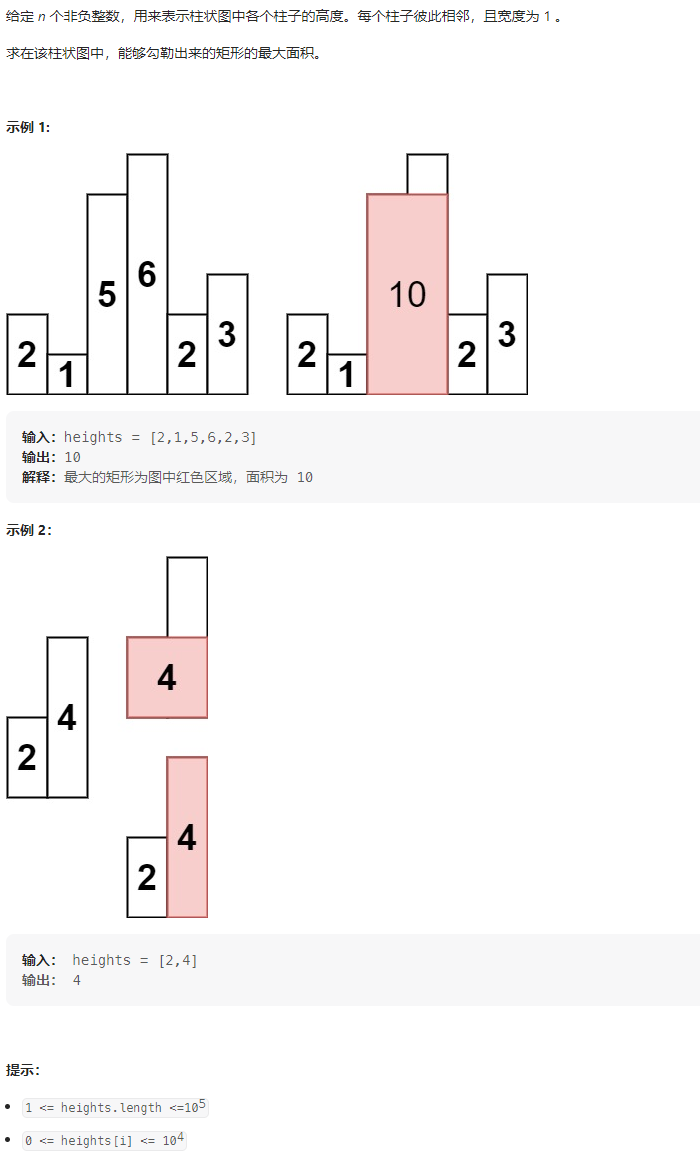 给定 n 个非负整数，用来表示柱状图中各个柱子的高度。每个柱子彼此相邻，且宽度为 1 。
求在该柱状图中，能够勾勒出来的矩形的最大面积。
示例 1:
2 1 5 6 2 3
2 1 10 2 3
输入：heights = [2,1,5,6,2,3]
输出：10
解释：最大的矩形为图中红色区域，面积为 10
示例 2：
2 4
4
2 4
输入： heights = [2,4]
输出： 4
提示：
1 <= heights.length <=10⁵
0 <= heights[i] <= 10⁴